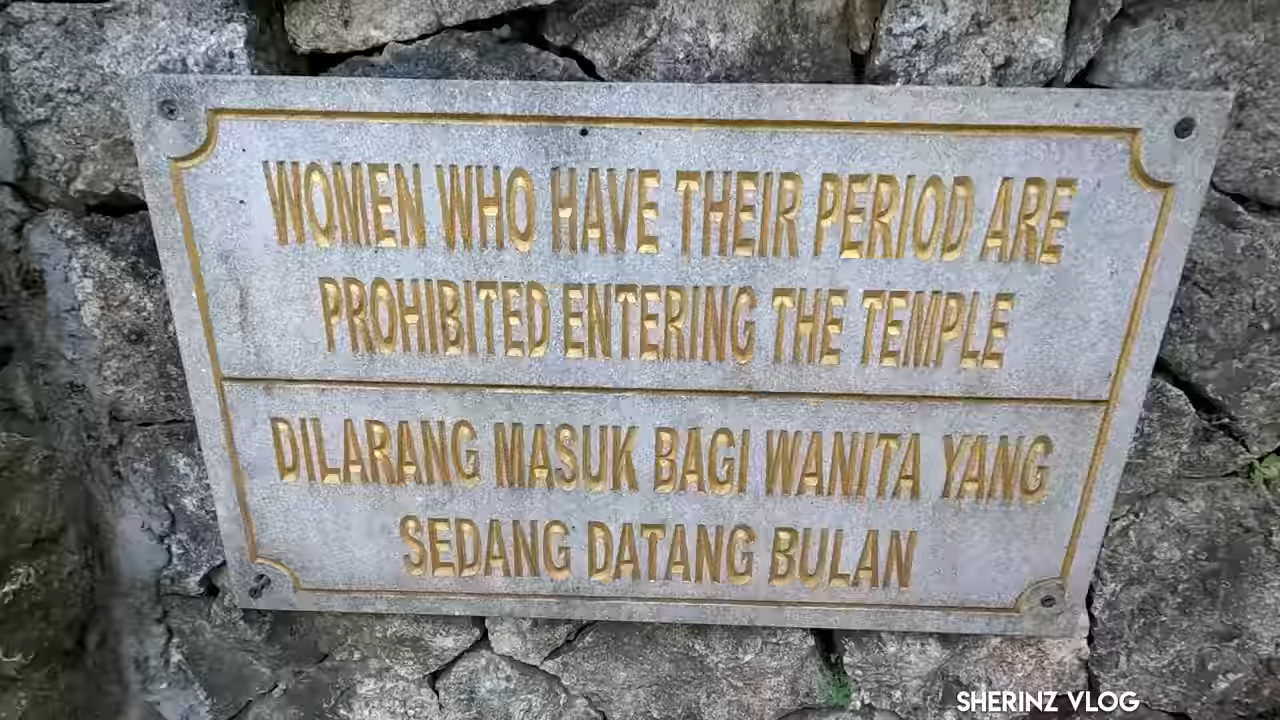 WOMEN WHO HAVE THEIR PERIOD ARE
PROHIBITED ENTERING THE TEMPLE
DILARANG MASUK BAGI WANITA YANG
SEDANG DATANG BULAN
SHERINZ VLOG